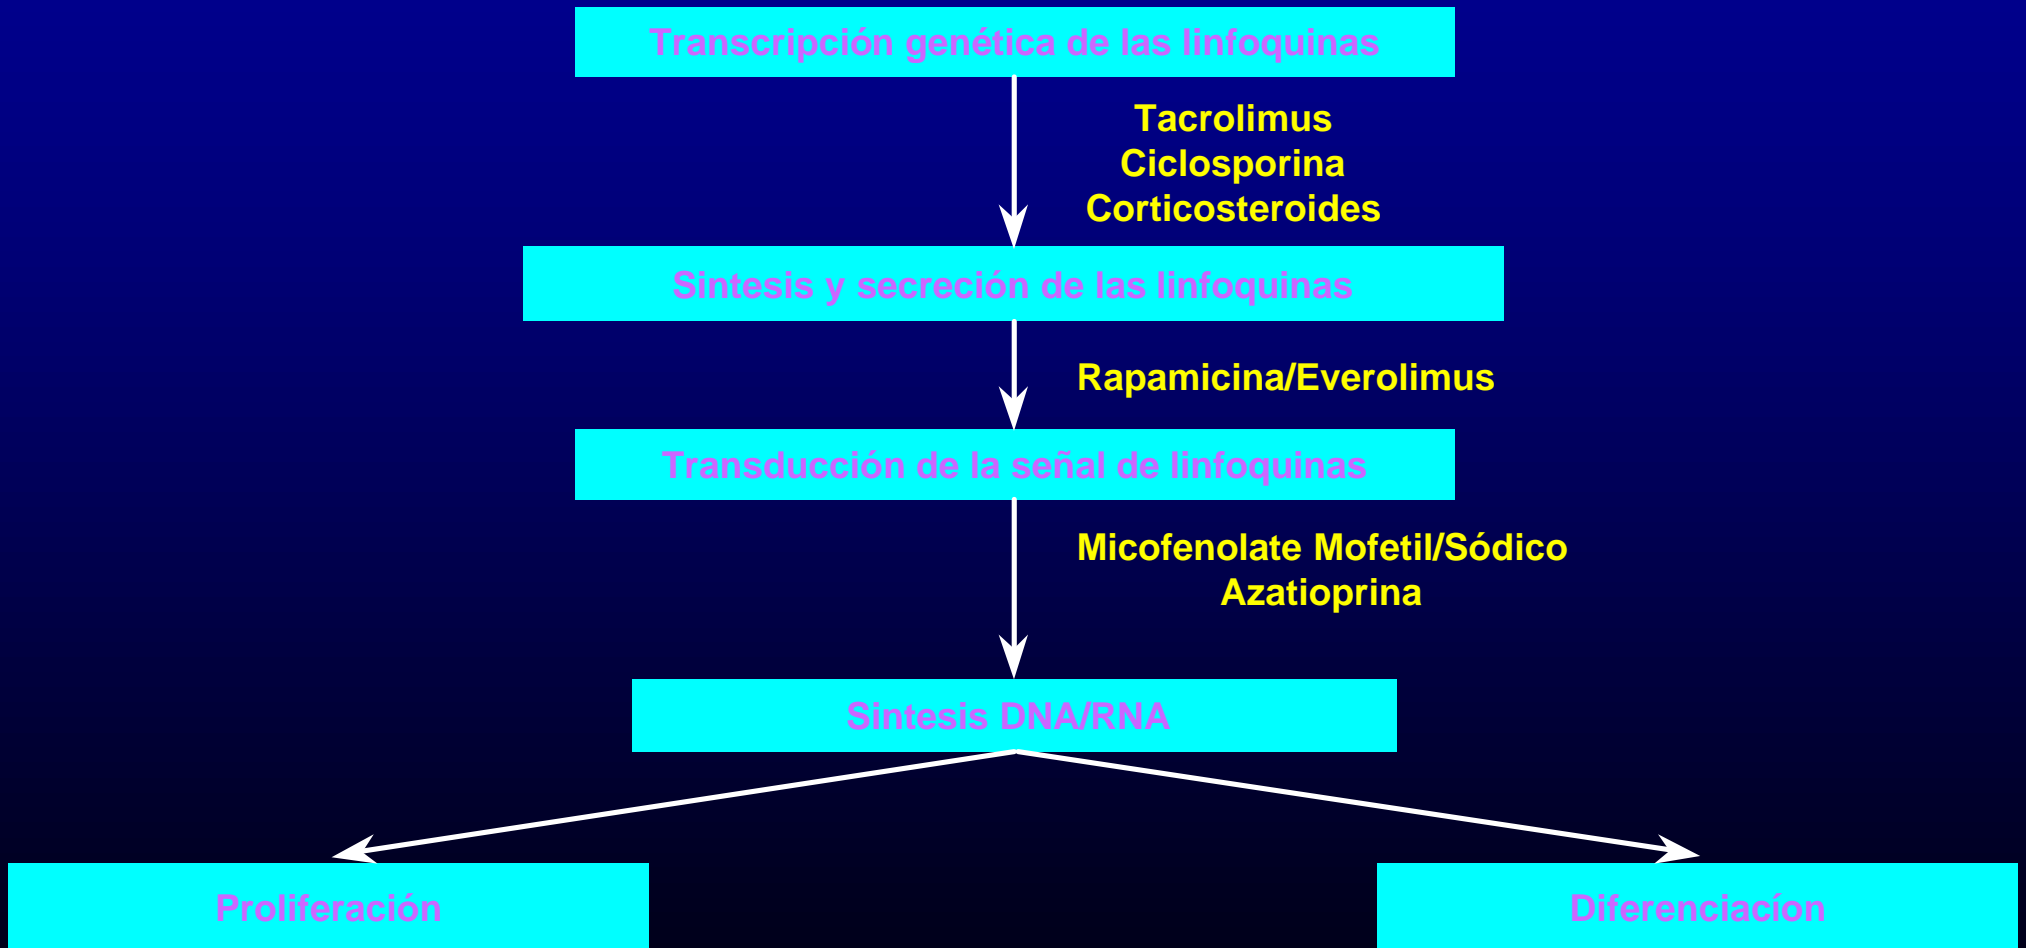 Transcripción genética de las linfoquinas
Tacrolimus
Ciclosporina
Corticosteroides
Sintesis y secreción de las linfoquinas
Rapamicina/Everolimus
Transducción de la señal de linfoquinas
Micofenolate Mofetil/Sódico
Azatioprina
Sintesis DNA/RNA
Proliferación
Diferenciacíon